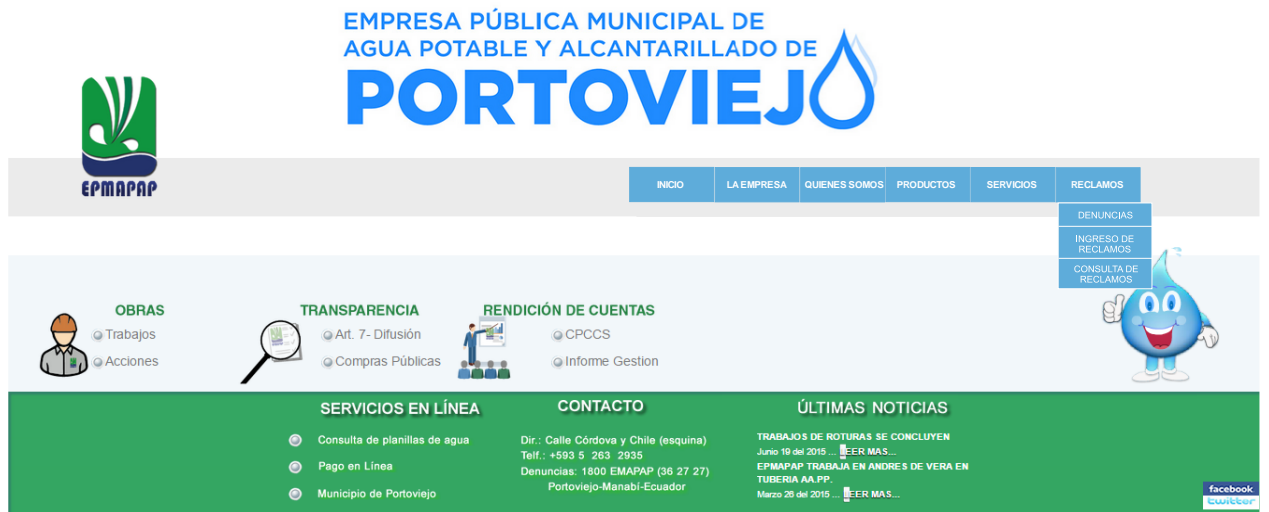 EMPRESA PÚBLICA MUNICIPAL DE
AGUA POTABLE Y ALCANTARILLADO DE
PORTOVIEJO
EPMAPAP
INICIO
LA EMPRESA
QUIENES SOMOS
PRODUCTOS
SERVICIOS
RECLAMOS
DENUNCIAS
INGRESO DE
RECLAMOS
CONSULTA DE
RECLAMOS
OBRAS
Trabajos
Acciones
TRANSPARENCIA
Art. 7- Difusión
Compras Públicas
RENDICIÓN DE CUENTAS
CPCCS
Informe Gestion
SERVICIOS EN LÍNEA
Consulta de planillas de agua
Pago en Línea
Municipio de Portoviejo
CONTACTO
Dir.: Calle Córdova y Chile (esquina)
Telf.: +593 5 263 2935
Denuncias: 1800 EMAPAP (36 27 27)
Portoviejo-Manabí-Ecuador
ÚLTIMAS NOTICIAS
TRABAJOS DE ROTURAS SE CONCLUYEN
Junio 19 del 2015 ... LEER MAS...
EPMAPAP TRABAJA EN ANDRES DE VERA EN
TUBERIA AA.PP.
Marzo 26 del 2015 ... LEER MAS...
facebook
twitter